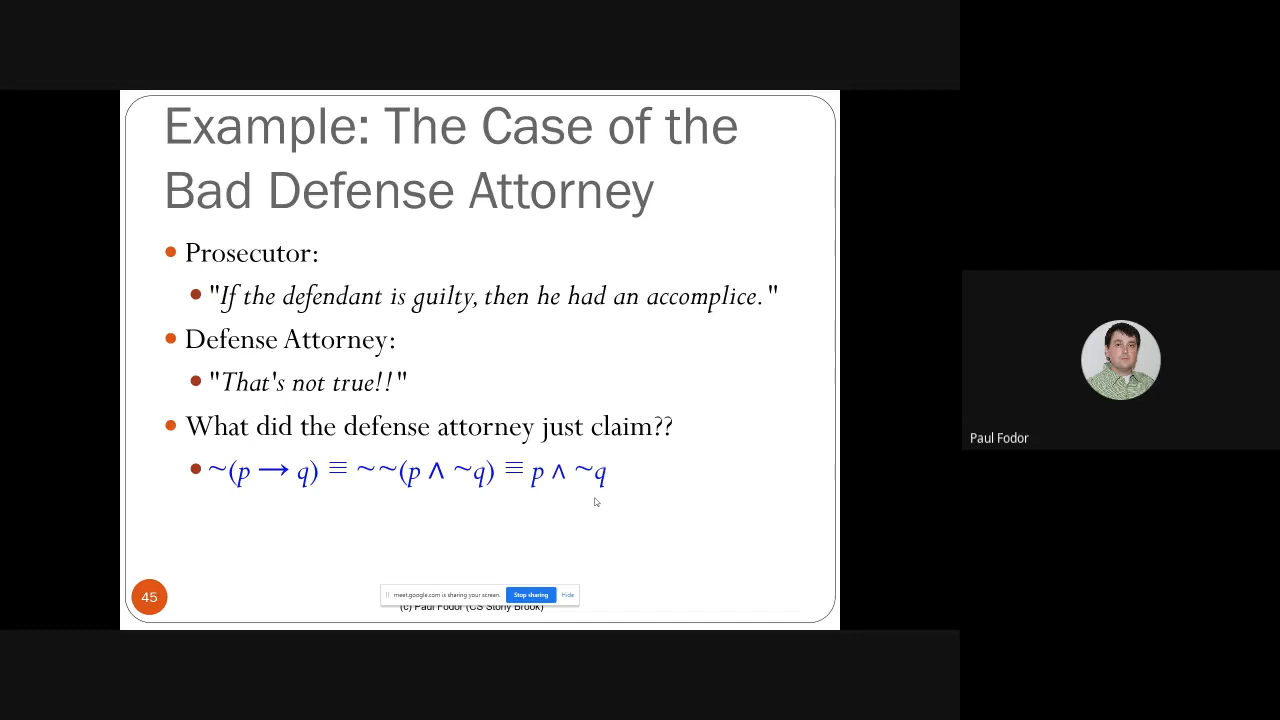 Example: The Case of the
Bad Defense Attorney
Prosecutor:
"If the defendant is guilty, then he had an accomplice."
Defense Attorney:
"That's not true!!"
What did the defense attorney just claim??
~(p → q) ≡ ~~(p ∧ ~q) ≡ p ∧ ~q
45
meet.google.com is sharing your screen.
Stop sharing
Hide
(c) Paul Fodor (CS Stony Brook)
Paul Fodor